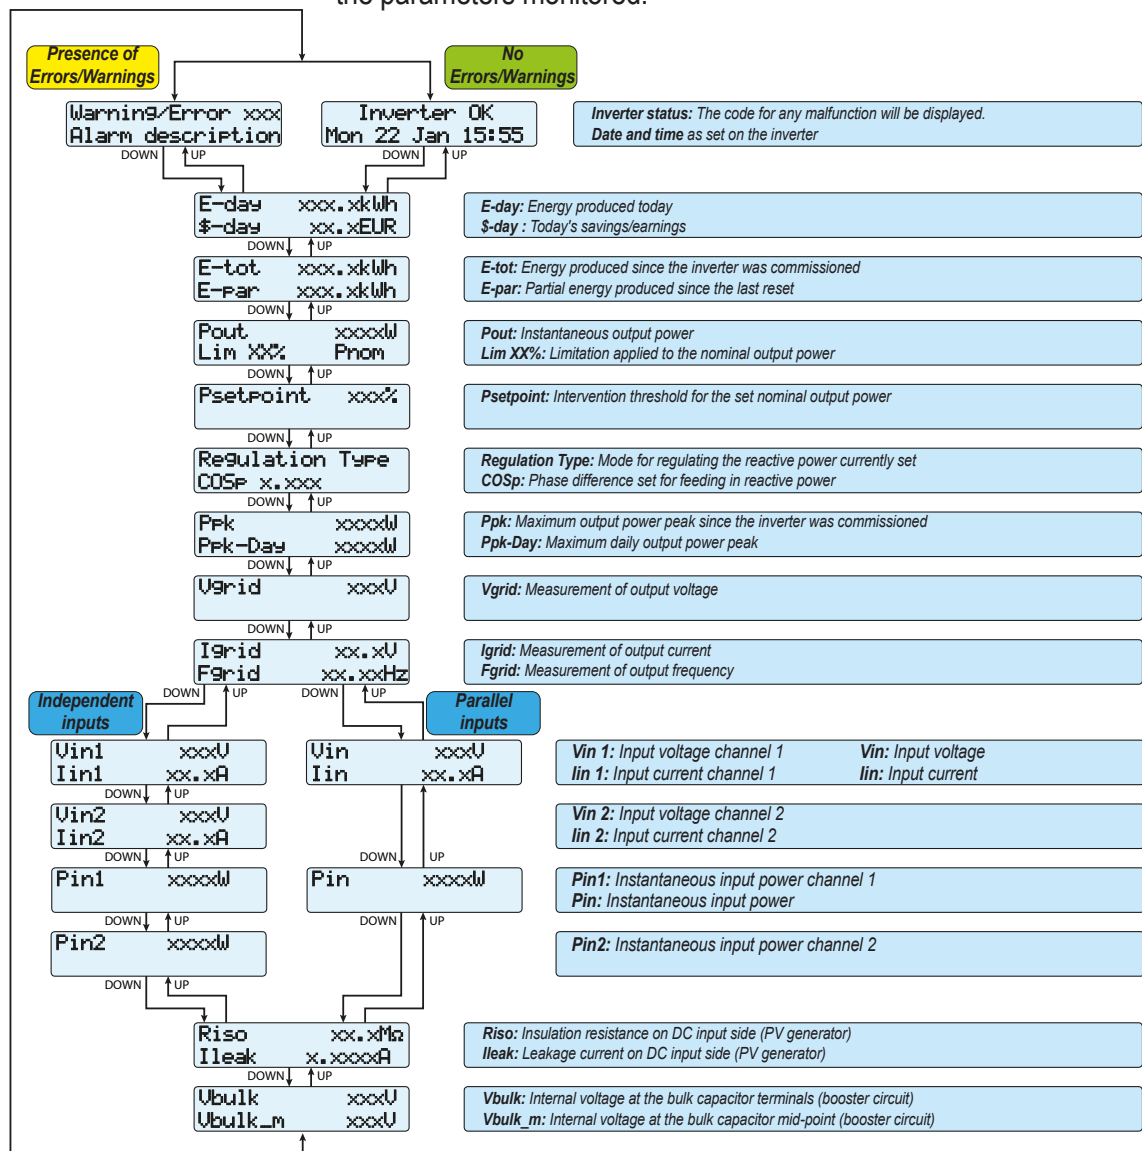 the parameters monitored:
Presence of
Errors/Warnings
No
Errors/Warnings
Warning/Error xxx
Alarm description
Inverter OK
Mon 22 Jan 15:55
Inverter status: The code for any malfunction will be displayed.
Date and time as set on the inverter
DOWN UP
DOWN UP
E-day xxx.xkWh
$-day xx.xEUR
E-day: Energy produced today
$-day : Today's savings/earnings
DOWN UP
E-tot xxx.xkWh
E-par xxx.xkWh
E-tot: Energy produced since the inverter was commissioned
E-par: Partial energy produced since the last reset
DOWN UP
Pout xxxxW
Lim XX% Pnom
Pout: Instantaneous output power
Lim XX%: Limitation applied to the nominal output power
DOWN UP
Psetpoint xxx%
Psetpoint: Intervention threshold for the set nominal output power
DOWN UP
Regulation Type
COSp x.xxx
Regulation Type: Mode for regulating the reactive power currently set
COSp: Phase difference set for feeding in reactive power
DOWN UP
Ppk xxxxW
Ppk-Day xxxxW
Ppk: Maximum output power peak since the inverter was commissioned
Ppk-Day: Maximum daily output power peak
DOWN UP
Vgrid xxxV
Vgrid: Measurement of output voltage
DOWN UP
Igrid xx.xV
Fgrid xx.xxHz
Igrid: Measurement of output current
Fgrid: Measurement of output frequency
DOWN UP
DOWN UP
Independent
inputs
Parallel
inputs
Vin1 xxxV
Iin1 xx.xA
Vin xxxV
Iin xx.xA
Vin 1: Input voltage channel 1 Vin: Input voltage
Iin 1: Input current channel 1 Iin: Input current
DOWN UP
Vin2 xxxV
Iin2 xx.xA
Vin 2: Input voltage channel 2
Iin 2: Input current channel 2
DOWN UP
DOWN UP
Pin1 xxxxW
Pin xxxxW
Pin1: Instantaneous input power channel 1
Pin: Instantaneous input power
DOWN UP
DOWN UP
Pin2 xxxxW
Pin2: Instantaneous input power channel 2
DOWN UP
Riso xx.xMΩ
Ileak x.xxxxA
Riso: Insulation resistance on DC input side (PV generator)
Ileak: Leakage current on DC input side (PV generator)
DOWN UP
Vbulk xxxV
Vbulk_m xxxV
Vbulk: Internal voltage at the bulk capacitor terminals (booster circuit)
Vbulk_m: Internal voltage at the bulk capacitor mid-point (booster circuit)